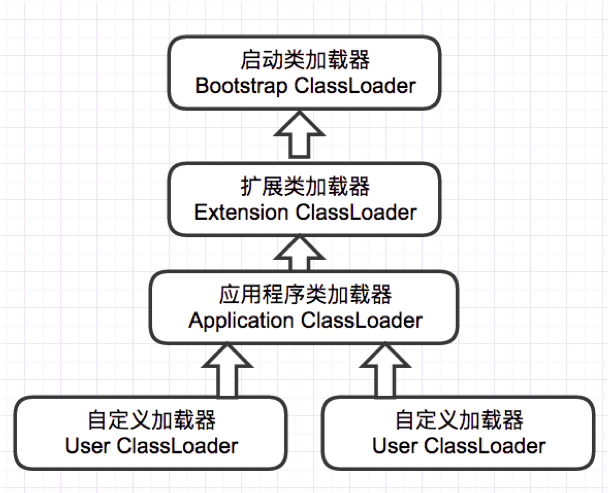 启动类加载器
Bootstrap ClassLoader
扩展类加载器
Extension ClassLoader
应用程序类加载器
Application ClassLoader
自定义加载器
User ClassLoader
自定义加载器
User ClassLoader